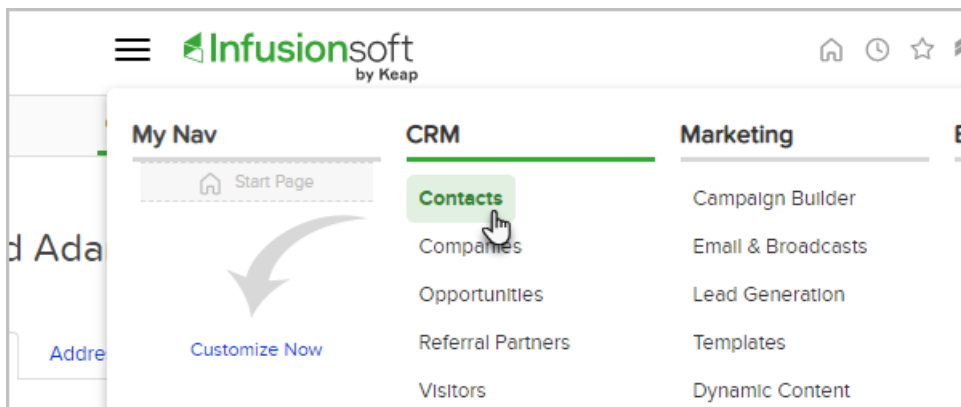 Infusionsoft
by Keap
My Nav
Start Page
Customize Now
CRM
Contacts
Companies
Opportunities
Referral Partners
Visitors
Marketing
Campaign Builder
Email & Broadcasts
Lead Generation
Templates
Dynamic Content